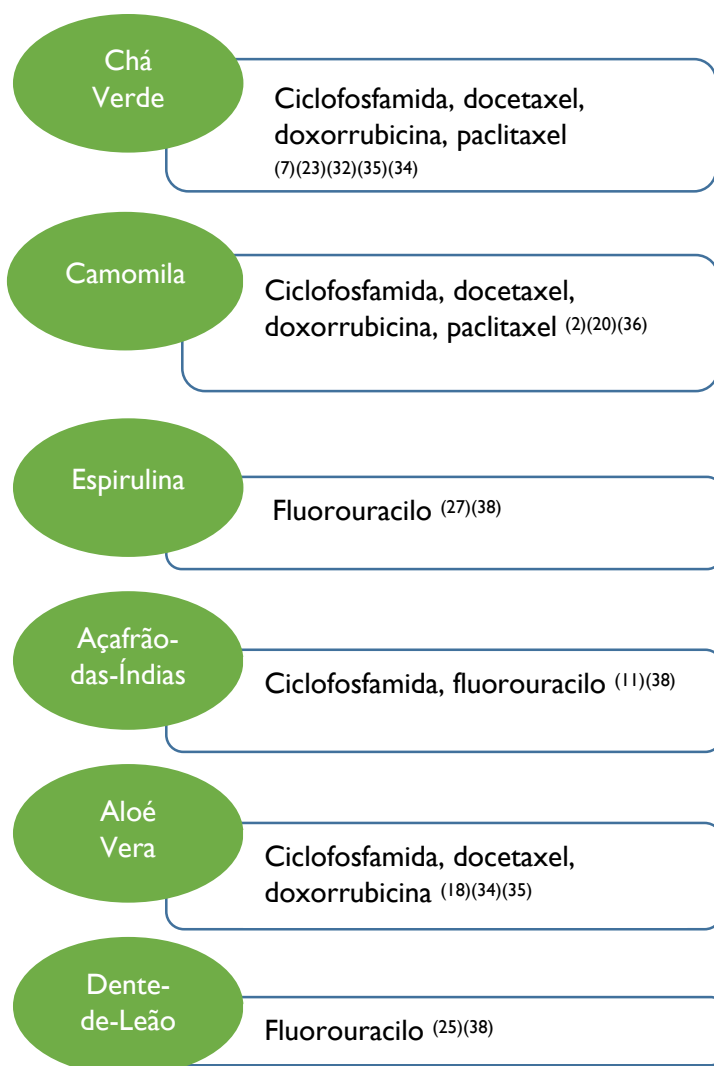 Chá
Verde
Ciclofosfamida, docetaxel,
doxorrubicina, paclitaxel
(7)(23)(32)(35)(34)
Camomila
Ciclofosfamida, docetaxel,
doxorrubicina, paclitaxel (2)(20)(36)
Espirulina
Fluorouracilo (27)(38)
Açafrão-
das-Índias
Ciclofosfamida, fluorouracilo (11)(38)
Aloé
Vera
Ciclofosfamida, docetaxel,
doxorrubicina (18)(34)(35)
Dente-
de-Leão
Fluorouracilo (25)(38)